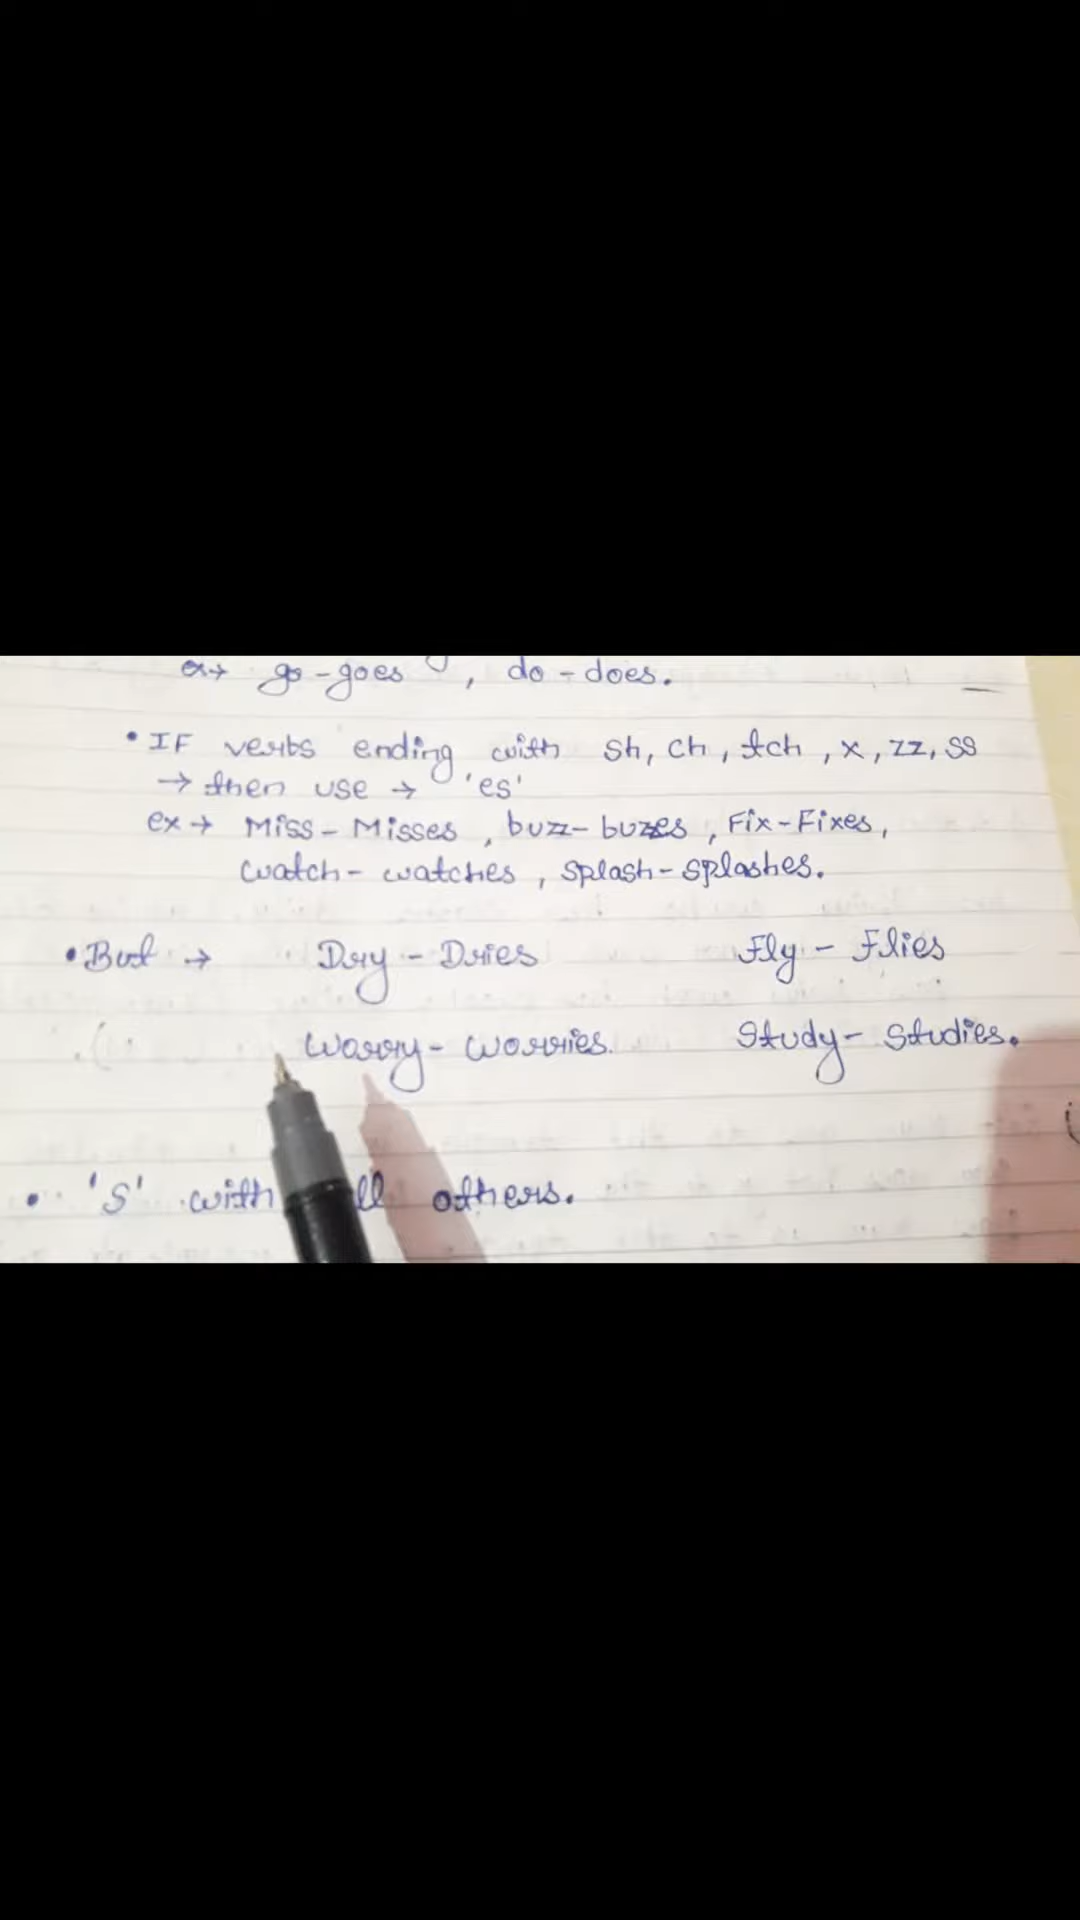 ex→ go-goes , do-does.
• IF verbs ending with sh, ch, tch, x, zz, ss
→ then use → 'es'
ex → Miss - Misses, buzz - buzzes, Fix - Fixes,
watch - watches, splash - splashes.
• But → Dry - Dries Fly - Flies
Worry - Worries. Study - Studies.
• 's' with ll others.